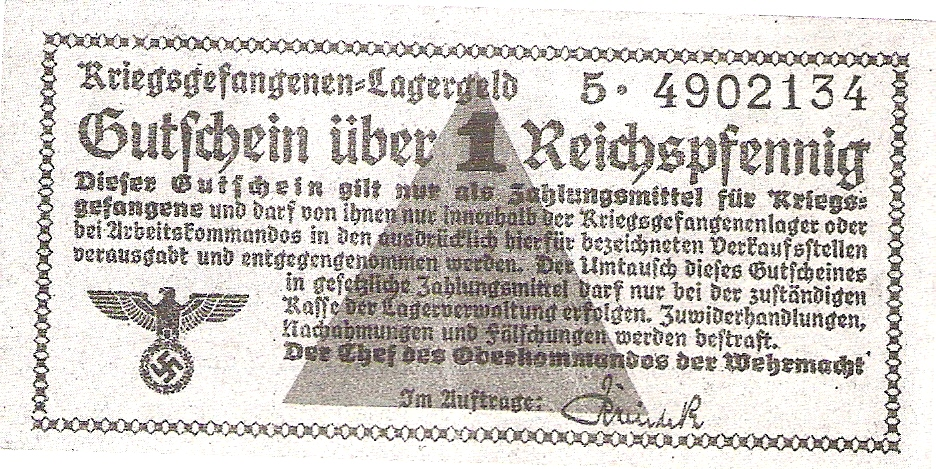 Kriegsgefangenen-Lagergeld 5· 4902134
Gutschein über 1 Reichspfennig
Dieser Gutschein gilt nur als Zahlungsmittel für Kriegs-
gefangene und darf von ihnen nur innerhalb der Kriegsgefangenenlager oder
bei Arbeitskommandos in den ausdrücklich hierfür bezeichneten Verkaufsstellen
verausgabt und entgegengenommen werden. Der Umtausch dieses Gutscheines
in gesetzliche Zahlungsmittel darf nur bei der zuständigen
Kasse der Lagerverwaltung erfolgen. Zuwiderhandlungen,
Nachahmungen und Fälschungen werden bestraft.
Der Chef des Oberkommandos der Wehrmacht
Im Auftrage: